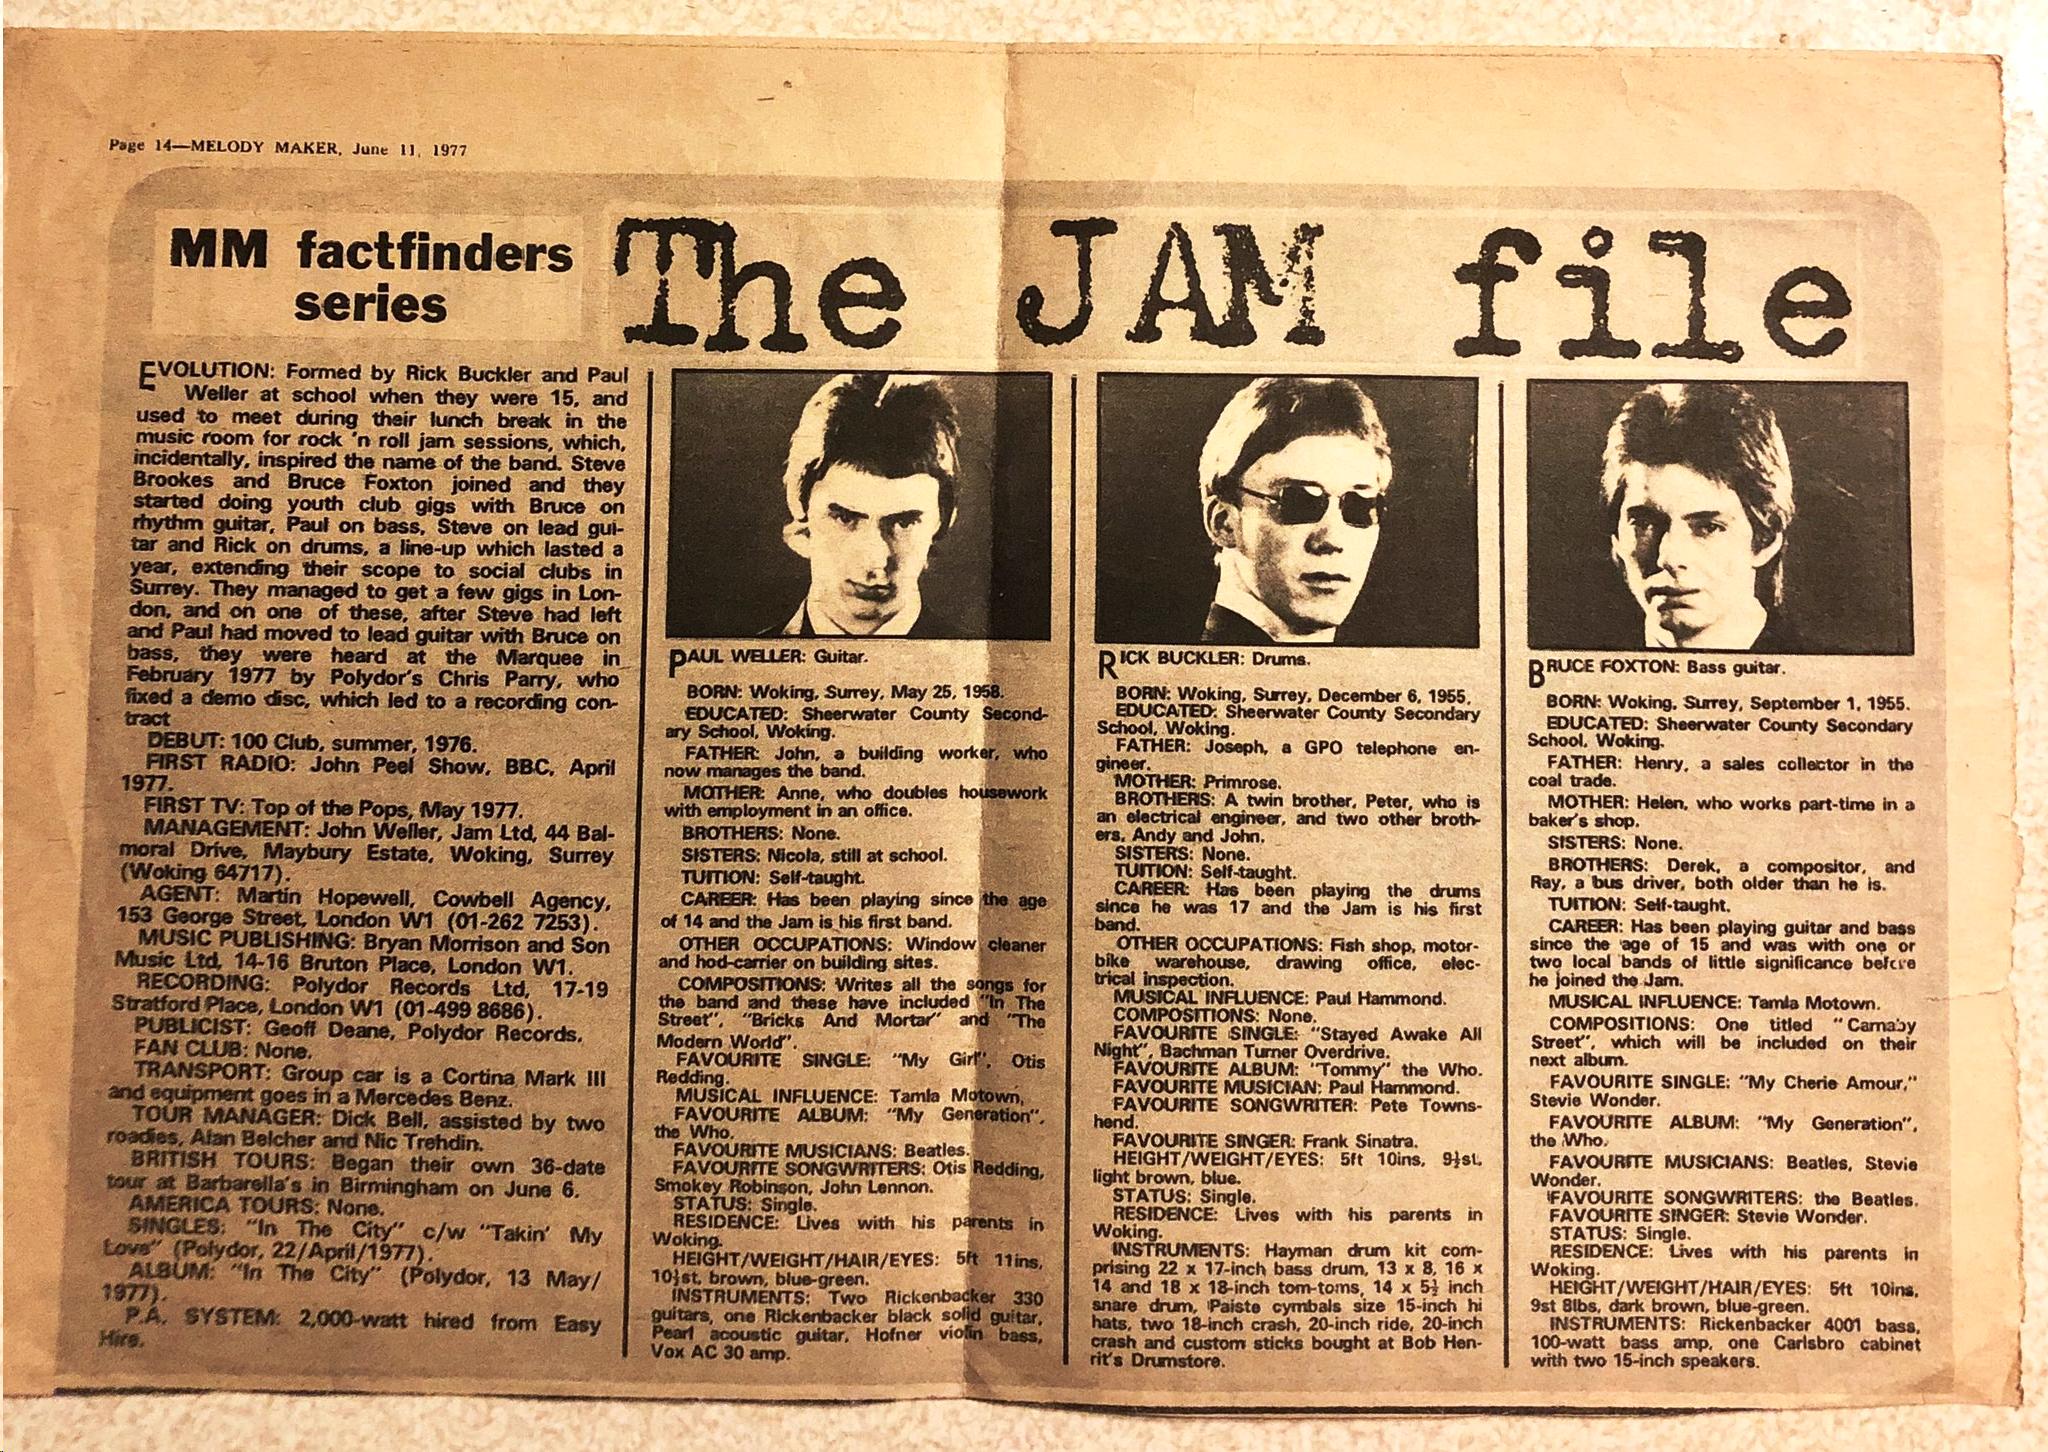 Page 14—MELODY MAKER, June 11, 1977
MM factfinders
series
The JAM file
EVOLUTION: Formed by Rick Buckler and Paul
Weller at school when they were 15, and
used to meet during their lunch break in the
music room for rock 'n roll jam sessions, which,
incidentally, inspired the name of the band. Steve
Brookes and Bruce Foxton joined and they
started doing youth club gigs with Bruce on
rhythm guitar, Paul on bass, Steve on lead gui-
tar and Rick on drums, a line-up which lasted a
year, extending their scope to social clubs in
Surrey. They managed to get a few gigs in Lon-
don, and on one of these, after Steve had left
and Paul had moved to lead guitar with Bruce on
bass, they were heard at the Marquee in
February 1977 by Polydor's Chris Parry, who
fixed a demo disc, which led to a recording con-
tract
DEBUT: 100 Club, summer, 1976.
FIRST RADIO: John Peel Show, BBC, April
1977.
FIRST TV: Top of the Pops, May 1977.
MANAGEMENT: John Weller, Jam Ltd, 44 Bal-
moral Drive, Maybury Estate, Woking, Surrey
(Woking 64717).
AGENT: Martin Hopewell, Cowbell Agency,
153 George Street, London W1 (01-262 7253).
MUSIC PUBLISHING: Bryan Morrison and Son
Music Ltd, 14-16 Bruton Place, London W1.
RECORDING: Polydor Records Ltd, 17-19
Stratford Place, London W1 (01-499 8686).
PUBLICIST: Geoff Deane, Polydor Records.
FAN CLUB: None.
TRANSPORT: Group car is a Cortina Mark III
and equipment goes in a Mercedes Benz.
TOUR MANAGER: Dick Bell, assisted by two
roadies, Alan Belcher and Nic Trehdin.
BRITISH TOURS: Began their own 36-date
tour at Barbarella's in Birmingham on June 6.
AMERICA TOURS: None.
SINGLES: "In The City" c/w "Takin' My
Love" (Polydor, 22/April/1977).
ALBUM: "In The City" (Polydor, 13 May/
1977).
P.A. SYSTEM: 2,000-watt hired from Easy
Hire.
PAUL WELLER: Guitar.
BORN: Woking, Surrey, May 25, 1958.
EDUCATED: Sheerwater County Second-
ary School, Woking.
FATHER: John, a building worker, who
now manages the band.
MOTHER: Anne, who doubles housework
with employment in an office.
BROTHERS: None.
SISTERS: Nicola, still at school.
TUITION: Self-taught.
CAREER: Has been playing since the age
of 14 and the Jam is his first band.
OTHER OCCUPATIONS: Window cleaner
and hod-carrier on building sites.
COMPOSITIONS: Writes all the songs for
the band and these have included "In The
Street", "Bricks And Mortar" and "The
Modern World".
FAVOURITE SINGLE: "My Girl", Otis
Redding.
MUSICAL INFLUENCE: Tamla Motown,
FAVOURITE ALBUM: "My Generation",
the Who.
FAVOURITE MUSICIANS: Beatles.
FAVOURITE SONGWRITERS: Otis Redding,
Smokey Robinson, John Lennon.
STATUS: Single.
RESIDENCE: Lives with his parents in
Woking.
HEIGHT/WEIGHT/HAIR/EYES: 5ft 11ins,
10½st, brown, blue-green.
INSTRUMENTS: Two Rickenbacker 330
guitars, one Rickenbacker black solid guitar,
Pearl acoustic guitar, Hofner violin bass,
Vox AC 30 amp.
RICK BUCKLER: Drums.
BORN: Woking, Surrey, December 6, 1955.
EDUCATED: Sheerwater County Secondary
School, Woking.
FATHER: Joseph, a GPO telephone en-
gineer.
MOTHER: Primrose.
BROTHERS: A twin brother, Peter, who is
an electrical engineer, and two other broth-
ers, Andy and John.
SISTERS: None.
TUITION: Self-taught.
CAREER: Has been playing the drums
since he was 17 and the Jam is his first
band.
OTHER OCCUPATIONS: Fish shop, motor-
bike warehouse, drawing office, elec-
trical inspection.
MUSICAL INFLUENCE: Paul Hammond.
COMPOSITIONS: None.
FAVOURITE SINGLE: "Stayed Awake All
Night", Bachman Turner Overdrive.
FAVOURITE ALBUM: "Tommy" the Who.
FAVOURITE MUSICIAN: Paul Hammond.
FAVOURITE SONGWRITER: Pete Towns-
hend.
FAVOURITE SINGER: Frank Sinatra.
HEIGHT/WEIGHT/EYES: 5ft 10ins, 9½st,
light brown, blue.
STATUS: Single.
RESIDENCE: Lives with his parents in
Woking.
INSTRUMENTS: Hayman drum kit com-
prising 22 x 17-inch bass drum, 13 x 8, 16 x
14 and 18 x 18-inch tom-toms, 14 x 5½ inch
snare drum, Paiste cymbals size 15-inch hi
hats, two 18-inch crash, 20-inch ride, 20-inch
crash and custom sticks bought at Bob Hen-
rit's Drumstore.
BRUCE FOXTON: Bass guitar.
BORN: Woking, Surrey, September 1, 1955.
EDUCATED: Sheerwater County Secondary
School, Woking.
FATHER: Henry, a sales collector in the
coal trade.
MOTHER: Helen, who works part-time in a
baker's shop.
SISTERS: None.
BROTHERS: Derek, a compositor, and
Ray, a bus driver, both older than he is.
TUITION: Self-taught.
CAREER: Has been playing guitar and bass
since the age of 15 and was with one or
two local bands of little significance before
he joined the Jam.
MUSICAL INFLUENCE: Tamla Motown.
COMPOSITIONS: One titled "Carnaby
Street", which will be included on their
next album.
FAVOURITE SINGLE: "My Cherie Amour,"
Stevie Wonder.
FAVOURITE ALBUM: "My Generation",
the Who.
FAVOURITE MUSICIANS: Beatles, Stevie
Wonder.
FAVOURITE SONGWRITERS: the Beatles.
FAVOURITE SINGER: Stevie Wonder.
STATUS: Single.
RESIDENCE: Lives with his parents in
Woking.
HEIGHT/WEIGHT/HAIR/EYES: 5ft 10ins,
9st 8lbs, dark brown, blue-green.
INSTRUMENTS: Rickenbacker 4001 bass,
100-watt bass amp, one Carlsbro cabinet
with two 15-inch speakers.